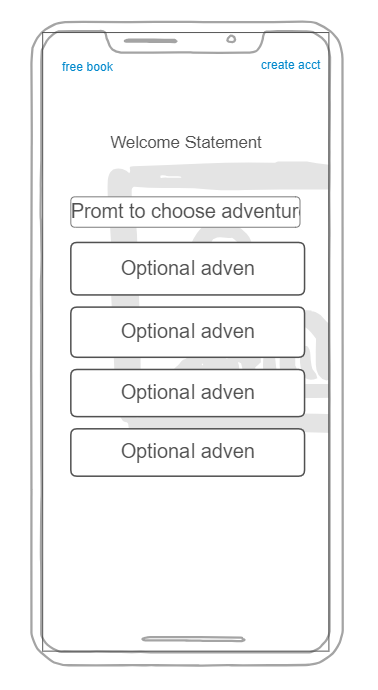 free book
create acct
Welcome Statement
Promt to choose adventur
Optional adven
Optional adven
Optional adven
Optional adven